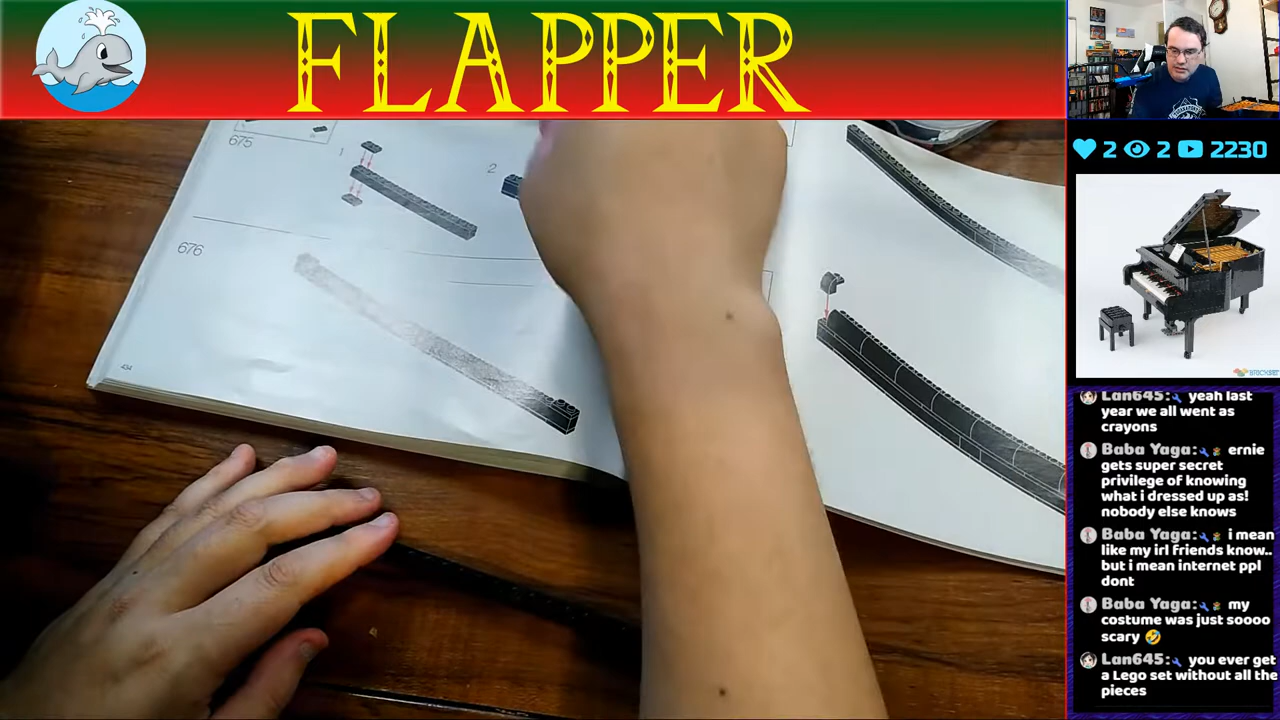 FLAPPER
675
1
2
676
434
2 2 2230
BRICKSET
Lan645: yeah last
year we all went as
crayons
Baba Yaga: ernie
gets super secret
privilege of knowing
what i dressed up as!
nobody else knows
Baba Yaga: i mean
like my irl friends know..
but i mean internet ppl
dont
Baba Yaga: my
costume was just soooo
scary 🤣
Lan645: you ever get
a Lego set without all the
pieces